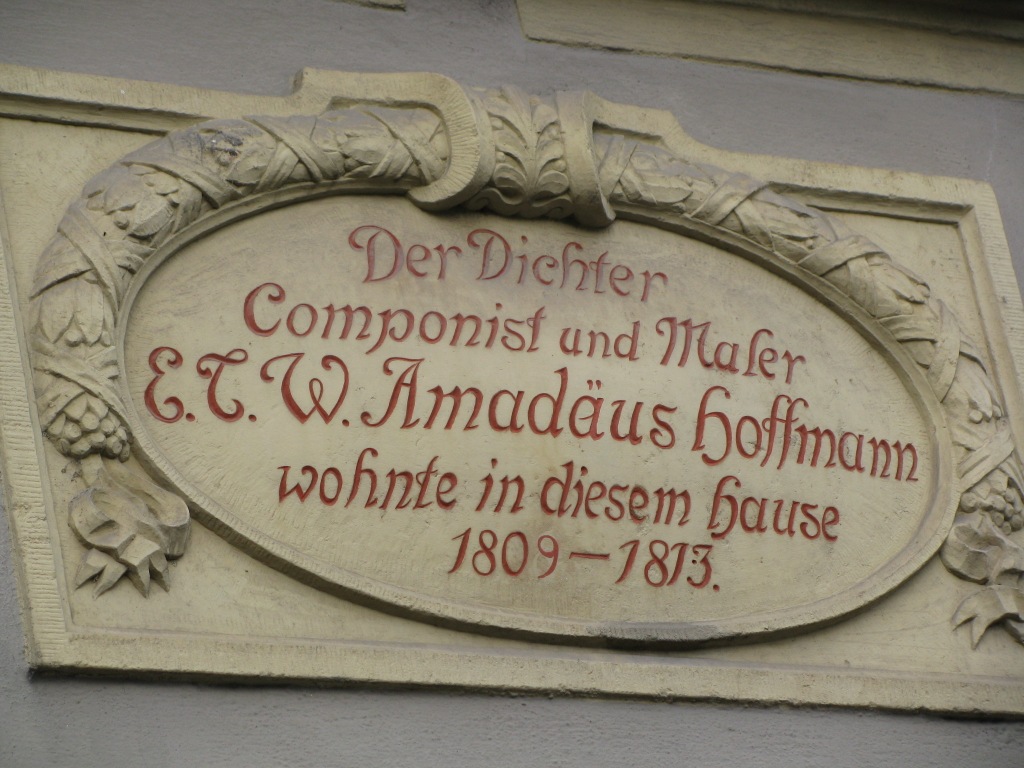 Der Dichter
Componist und Maler
E.T.W. Amadäus Hoffmann
wohnte in diesem Hause
1809–1813.